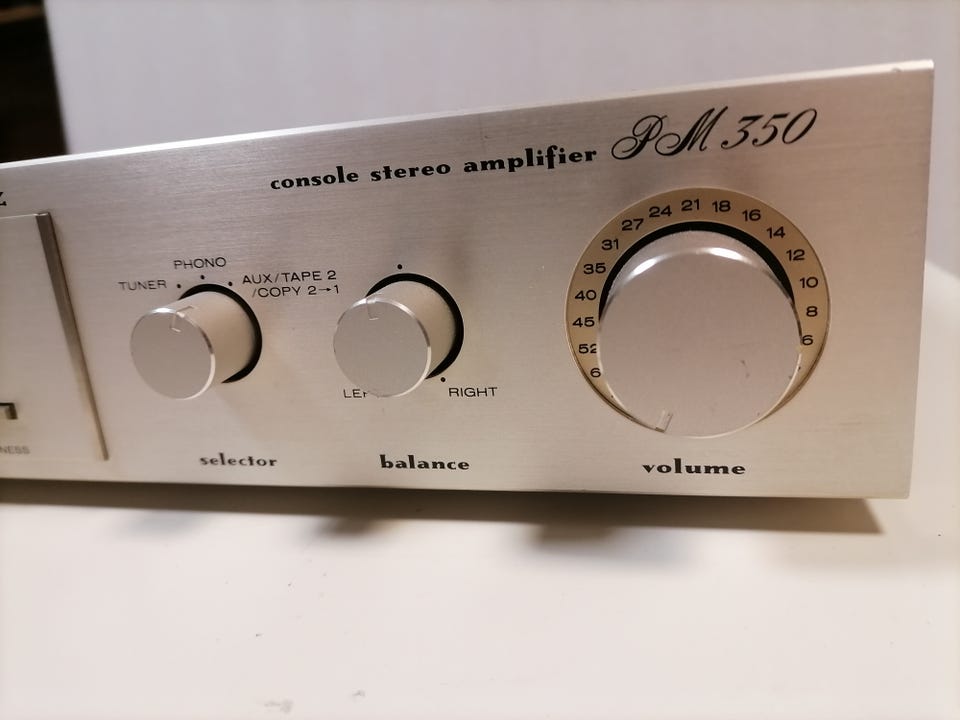 console stereo amplifier PM 350
PHONO
TUNER
AUX/TAPE 2
/COPY 2→1
RIGHT
selector
balance
volume
52
45
40
35
31
27
24
21
18
16
14
12
10
8
6